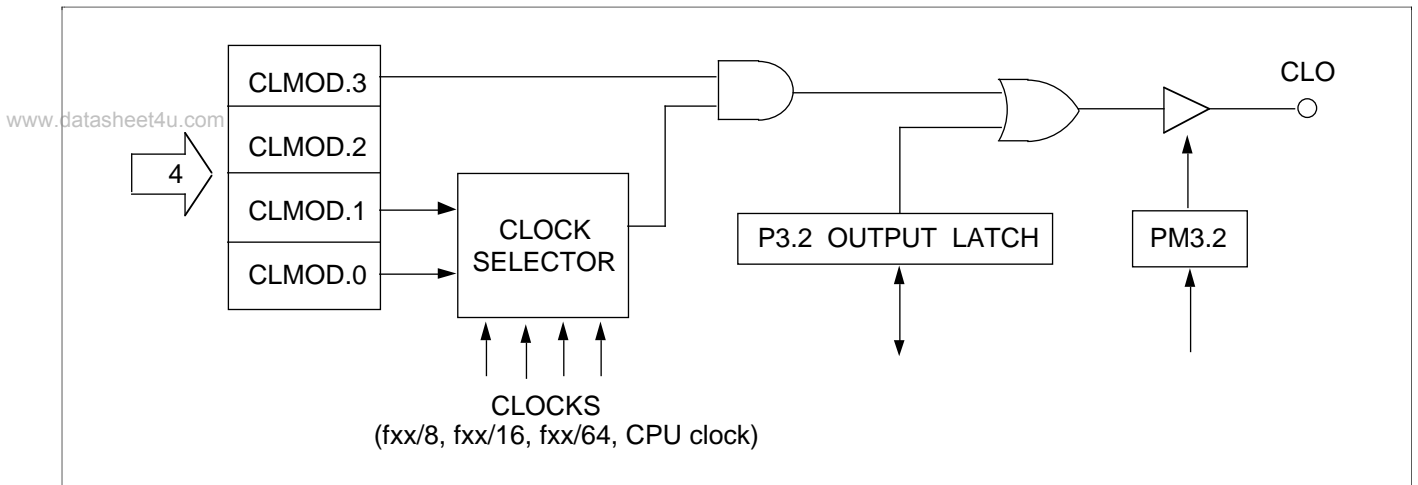 CLMOD.3
CLMOD.2
CLMOD.1
CLMOD.0
4
CLOCK
SELECTOR
CLOCKS
(fxx/8, fxx/16, fxx/64, CPU clock)
P3.2 OUTPUT LATCH
PM3.2
CLO
www.datasheet4u.com